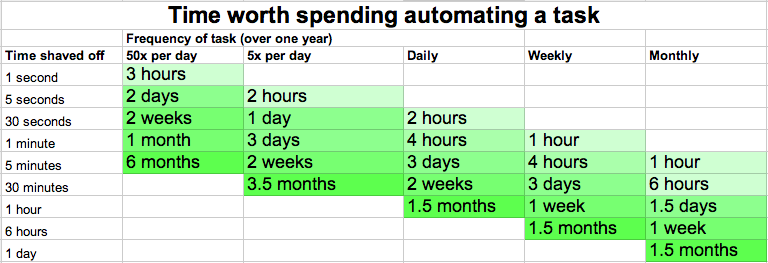 Time worth spending automating a task
Frequency of task (over one year)
Time shaved off 50x per day 5x per day Daily Weekly Monthly
1 second 3 hours
5 seconds 2 days 2 hours
30 seconds 2 weeks 1 day 2 hours
1 minute 1 month 3 days 4 hours 1 hour
5 minutes 6 months 2 weeks 3 days 4 hours 1 hour
30 minutes 3.5 months 2 weeks 3 days 6 hours
1 hour 1.5 months 1 week 1.5 days
6 hours 1.5 months 1 week
1 day 1.5 months